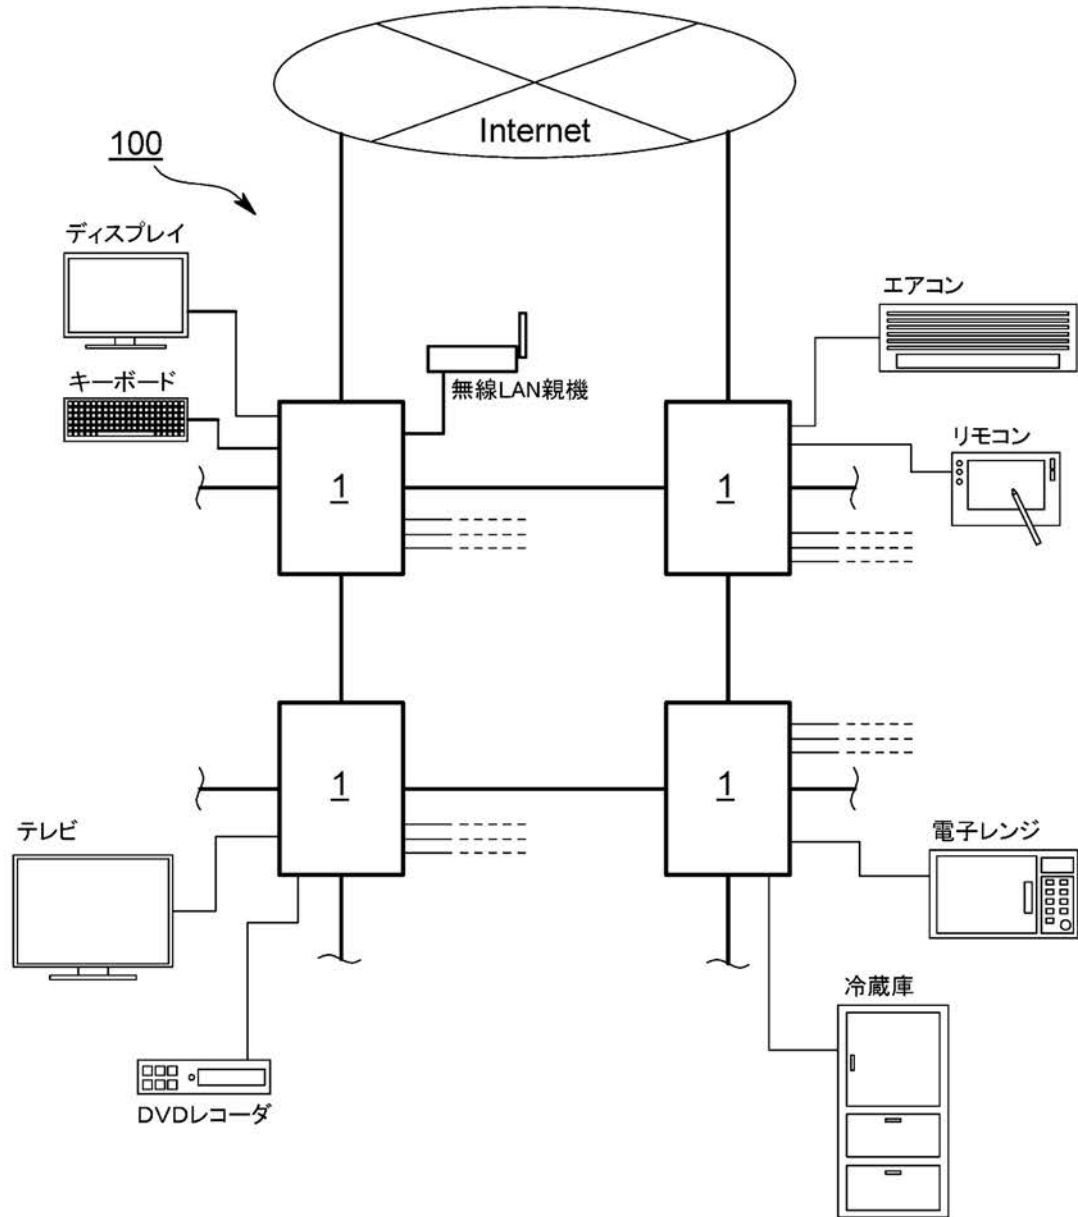 Internet
100
ディスプレイ
エアコン
キーボード
無線LAN親機
リモコン
1
1
1
1
テレビ
電子レンジ
冷蔵庫
DVDレコーダ